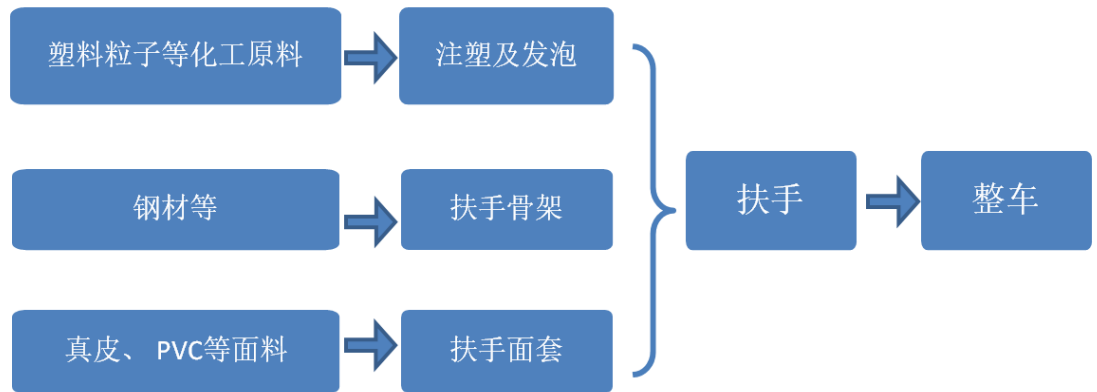 塑料粒子等化工原料
注塑及发泡
钢材等
扶手骨架
扶手
整车
真皮、 PVC等面料
扶手面套